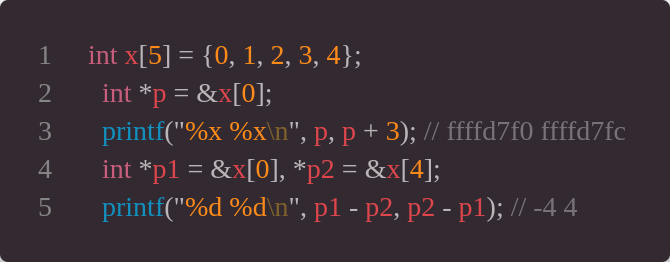 1 int x[5] = {0, 1, 2, 3, 4};
2 int *p = &x[0];
3 printf("%x %x\n", p, p + 3); // ffffd7f0 ffffd7fc
4 int *p1 = &x[0], *p2 = &x[4];
5 printf("%d %d\n", p1 - p2, p2 - p1); // -4 4